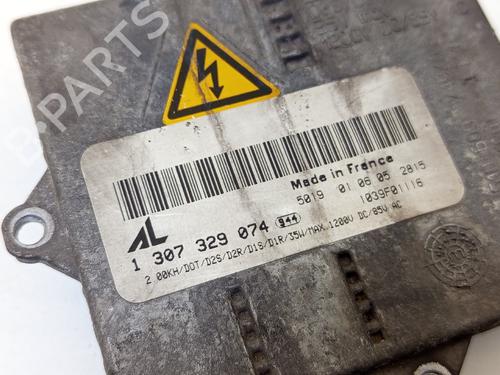 Made in France
5019 01 06 05 2815
1039F01116
AL
1 307 329 074 944
2.00KH/DOT/D2S/D2R/D1S/D1R/35W/MAX.1200V DC/85V AC